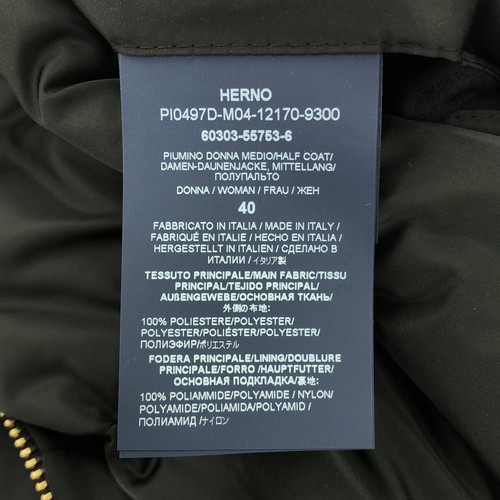 HERNO
PI0497D-M04-12170-9300
60303-55753-6
PIUMINO DONNA MEDIO/HALF COAT/
DAMEN-DAUNENJACKE, MITTELLANG/
ПОЛУПАЛЬТО
DONNA / WOMAN / FRAU / ЖЕН
40
FABBRICATO IN ITALIA / MADE IN ITALY /
FABRIQUÉ EN ITALIE / HECHO EN ITALIA /
HERGESTELLT IN ITALIEN / СДЕЛАНО В
ИТАЛИИ / イタリア製
TESSUTO PRINCIPALE/MAIN FABRIC/TISSU
PRINCIPAL/TEJIDO PRINCIPAL/
AUßENGEWEBE/ОСНОВНАЯ ТКАНЬ/
外側の布地:
100% POLIESTERE/POLYESTER/
POLYESTER/POLIÉSTER/POLYESTER/
ПОЛИЭФИР/ポリエステル
FODERA PRINCIPALE/LINING/DOUBLURE
PRINCIPALE/FORRO /HAUPTFUTTER/
ОСНОВНАЯ ПОДКЛАДКА/裏地:
100% POLIAMMIDE/POLYAMIDE / NYLON/
POLYAMIDE/POLIAMIDA/POLYAMID /
ПОЛИАМИД /ナイロン